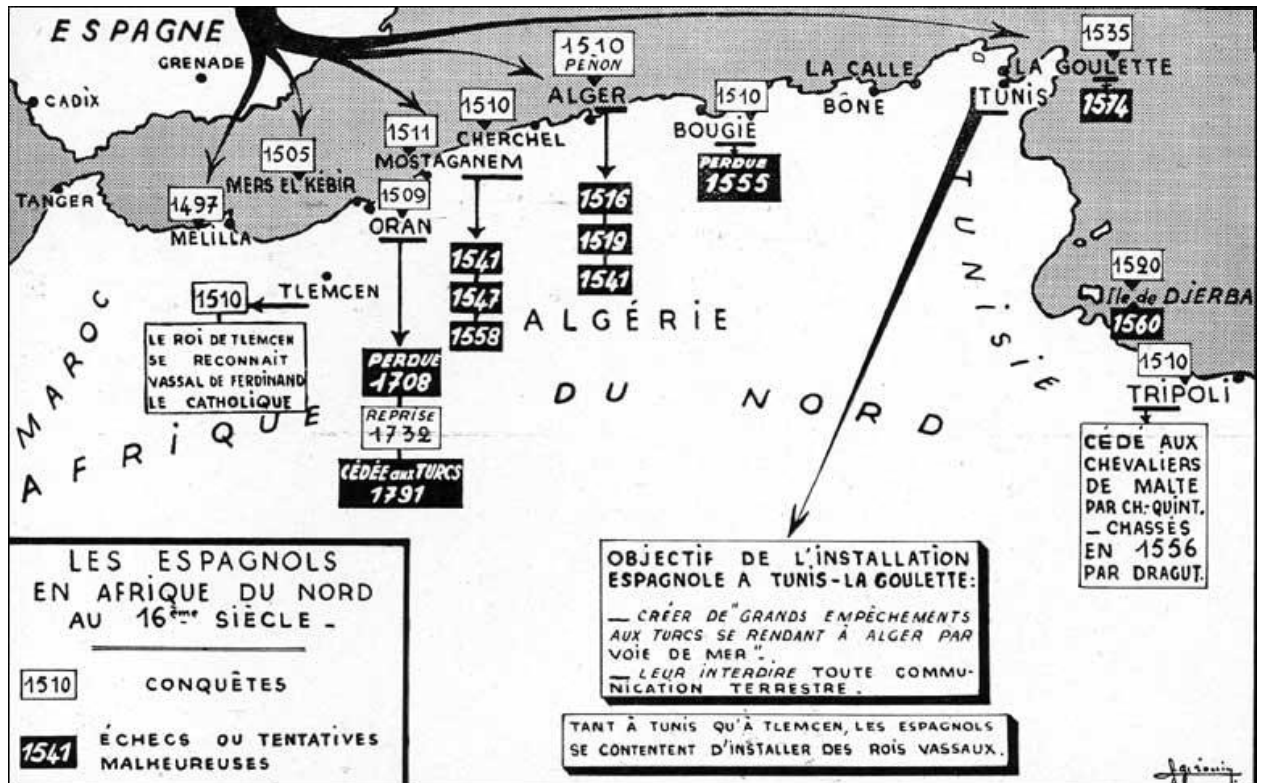 ESPAGNE
GRENADE
CADIX
TANGER
1497
MELILLA
1505
MERS EL KÉBIR
1509
ORAN
PERDUE
1708
REPRISE
1732
CÉDÉE aux TURCS
1791
1511
MOSTAGANEM
1541
1547
1558
1510
CHERCHEL
1510
PEÑON
ALGER
1516
1519
1541
1510
BOUGIE
PERDUE
1555
LA CALLE
BÔNE
1535
LA GOULETTE
1574
TUNIS
TUNISIE
1520
Ile de DJERBA
1560
1510
TRIPOLI
CÉDÉ AUX
CHEVALIERS
DE MALTE
PAR CH.-QUINT.
_ CHASSÉS
EN 1556
PAR DRAGUT.
TLEMCEN
1510
LE ROI DE TLEMCEN
SE RECONNAIT
VASSAL DE FERDINAND
LE CATHOLIQUE
MAROC
ALGÉRIE
AFRIQUE DU NORD
OBJECTIF DE L'INSTALLATION
ESPAGNOLE A TUNIS-LA GOULETTE:
_ CRÉER DE "GRANDS EMPÊCHEMENTS
AUX TURCS SE RENDANT À ALGER PAR
VOIE DE MER".
_ LEUR INTERDIRE TOUTE COMMU-
NICATION TERRESTRE.
TANT À TUNIS QU'À TLEMCEN, LES ESPAGNOLS
SE CONTENTENT D'INSTALLER DES ROIS VASSAUX.
LES ESPAGNOLS
EN AFRIQUE DU NORD
AU 16ème SIÈCLE _
1510 CONQUÊTES
1541 ÉCHECS OU TENTATIVES
MALHEUREUSES